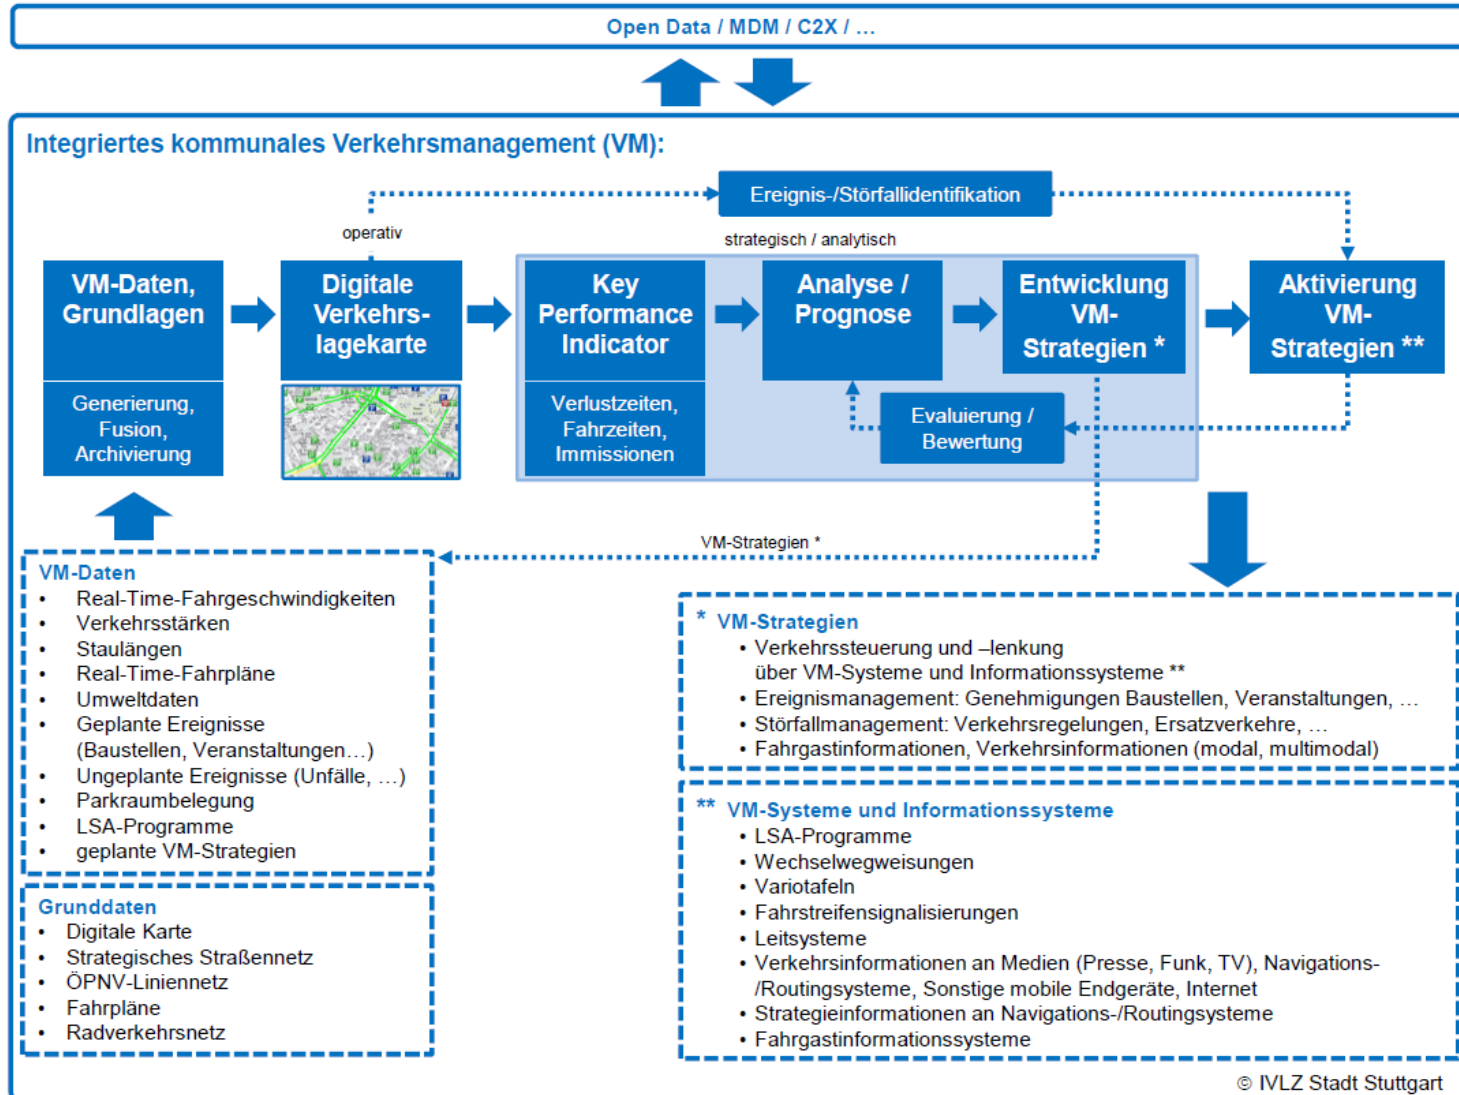 Open Data / MDM / C2X / …
Integriertes kommunales Verkehrsmanagement (VM):
Ereignis-/Störfallidentifikation
operativ
strategisch / analytisch
VM-Daten,
Grundlagen
Generierung,
Fusion,
Archivierung
Digitale
Verkehrs-
lagekarte
Key
Performance
Indicator
Verlustzeiten,
Fahrzeiten,
Immissionen
Analyse /
Prognose
Entwicklung
VM-
Strategien *
Aktivierung
VM-
Strategien **
Evaluierung /
Bewertung
VM-Strategien *
VM-Daten
• Real-Time-Fahrgeschwindigkeiten
• Verkehrsstärken
• Staulängen
• Real-Time-Fahrpläne
• Umweltdaten
• Geplante Ereignisse
(Baustellen, Veranstaltungen…)
• Ungeplante Ereignisse (Unfälle, …)
• Parkraumbelegung
• LSA-Programme
• geplante VM-Strategien
Grunddaten
• Digitale Karte
• Strategisches Straßennetz
• ÖPNV-Liniennetz
• Fahrpläne
• Radverkehrsnetz
* VM-Strategien
• Verkehrssteuerung und –lenkung
über VM-Systeme und Informationssysteme **
• Ereignismanagement: Genehmigungen Baustellen, Veranstaltungen, …
• Störfallmanagement: Verkehrsregelungen, Ersatzverkehre, …
• Fahrgastinformationen, Verkehrsinformationen (modal, multimodal)
** VM-Systeme und Informationssysteme
• LSA-Programme
• Wechselwegweisungen
• Variotafeln
• Fahrstreifensignalisierungen
• Leitsysteme
• Verkehrsinformationen an Medien (Presse, Funk, TV), Navigations-
/Routingsysteme, Sonstige mobile Endgeräte, Internet
• Strategieinformationen an Navigations-/Routingsysteme
• Fahrgastinformationssysteme
© IVLZ Stadt Stuttgart